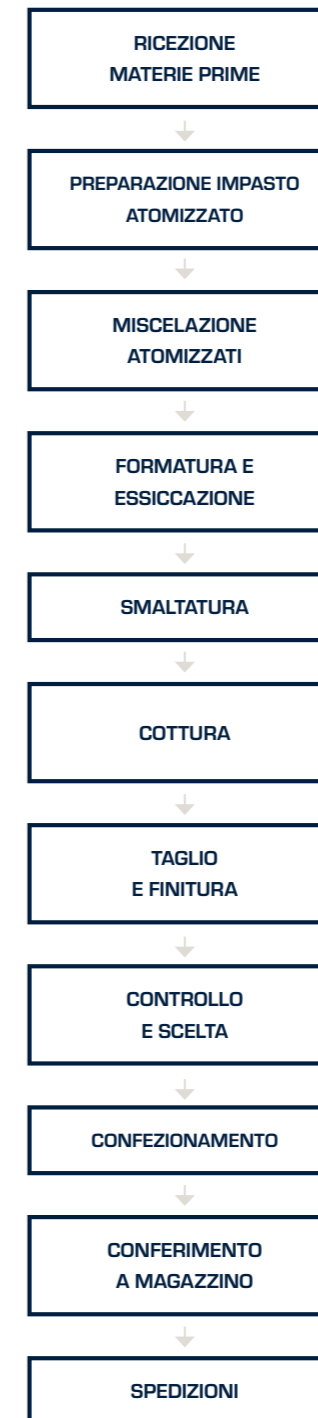 RICEZIONE
MATERIE PRIME
PREPARAZIONE IMPASTO
ATOMIZZATO
MISCELAZIONE
ATOMIZZATI
FORMATURA E
ESSICCAZIONE
SMALTATURA
COTTURA
TAGLIO
E FINITURA
CONTROLLO
E SCELTA
CONFEZIONAMENTO
CONFERIMENTO
A MAGAZZINO
SPEDIZIONI